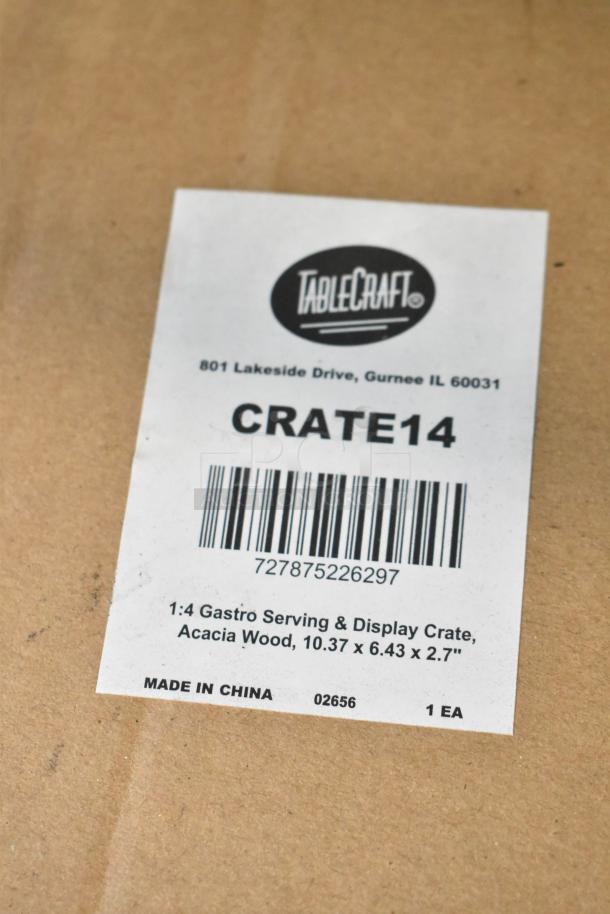 TABLECRAFT®
801 Lakeside Drive, Gurnee IL 60031
CRATE14
727875226297
1:4 Gastro Serving & Display Crate,
Acacia Wood, 10.37 x 6.43 x 2.7"
MADE IN CHINA 02656 1 EA